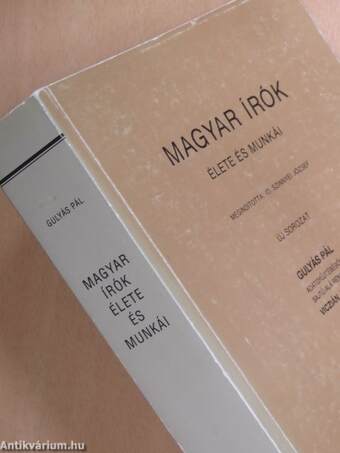 MAGYAR ÍRÓK
ÉLETE ÉS MUNKÁI
MEGINDÍTOTTA: ID. SZINNYEI JÓZSEF
ÚJ SOROZAT
GULYÁS PÁL
VICZIÁN
GULYÁS PÁL
MAGYAR
ÍRÓK
ÉLETE
ÉS
MUNKÁI
Antikvárium.hu